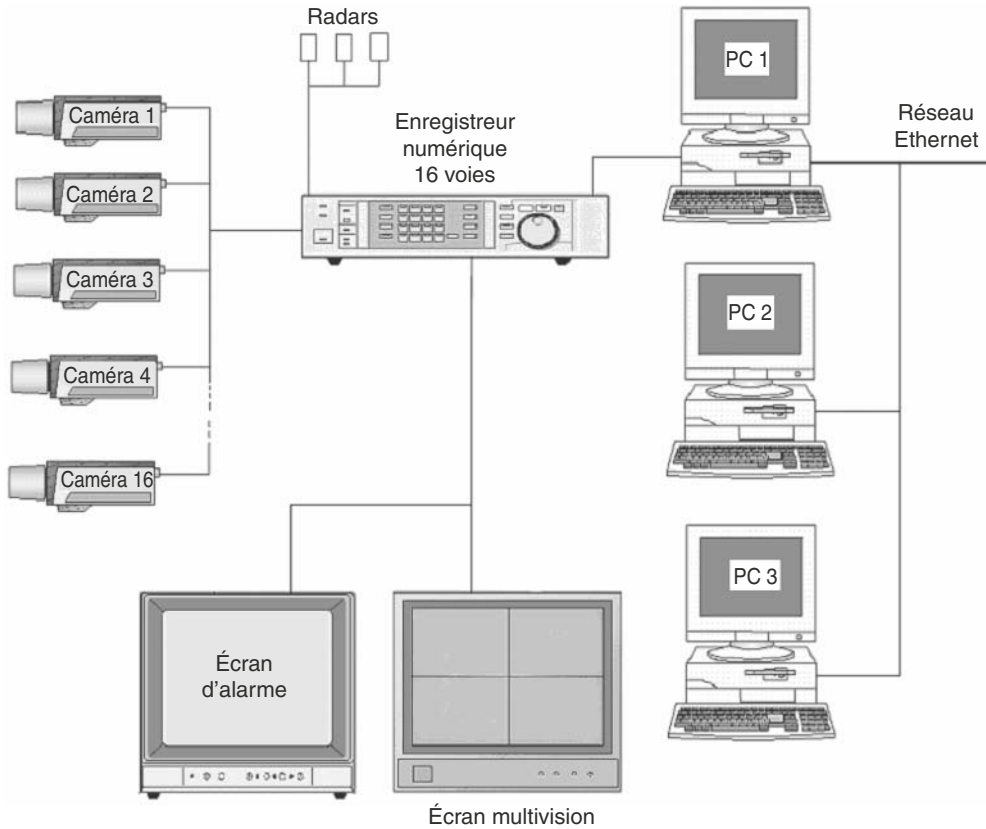 Radars
PC 1
Réseau
Ethernet
Caméra 1
Enregistreur
numérique
16 voies
Caméra 2
Caméra 3
PC 2
Caméra 4
Caméra 16
PC 3
Écran
d'alarme
Écran multivision